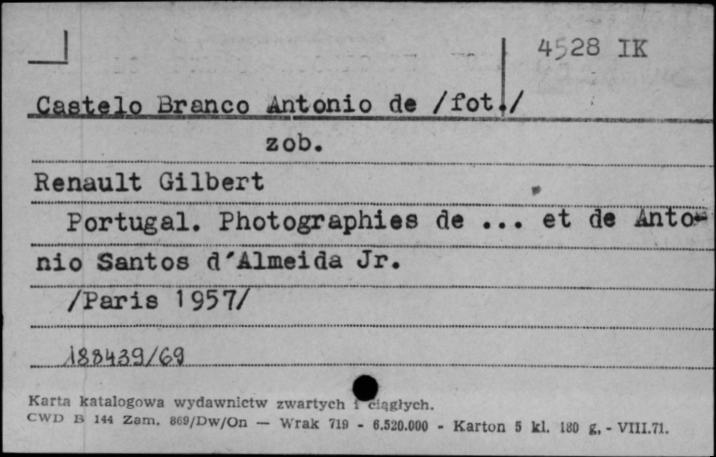 4528 IK
Castelo Branco Antonio de /fot./
zob.
Renault Gilbert
Portugal. Photographies de ... et de Anto-
nio Santos d'Almeida Jr.
/Paris 1957/
188439/69
Karta katalogowa wydawnictw zwartych i ciągłych.
CWD B 144 Zam. 869/Dw/On — Wrak 719 - 6.520.000 - Karton 5 kl. 180 g. - VIII.71.